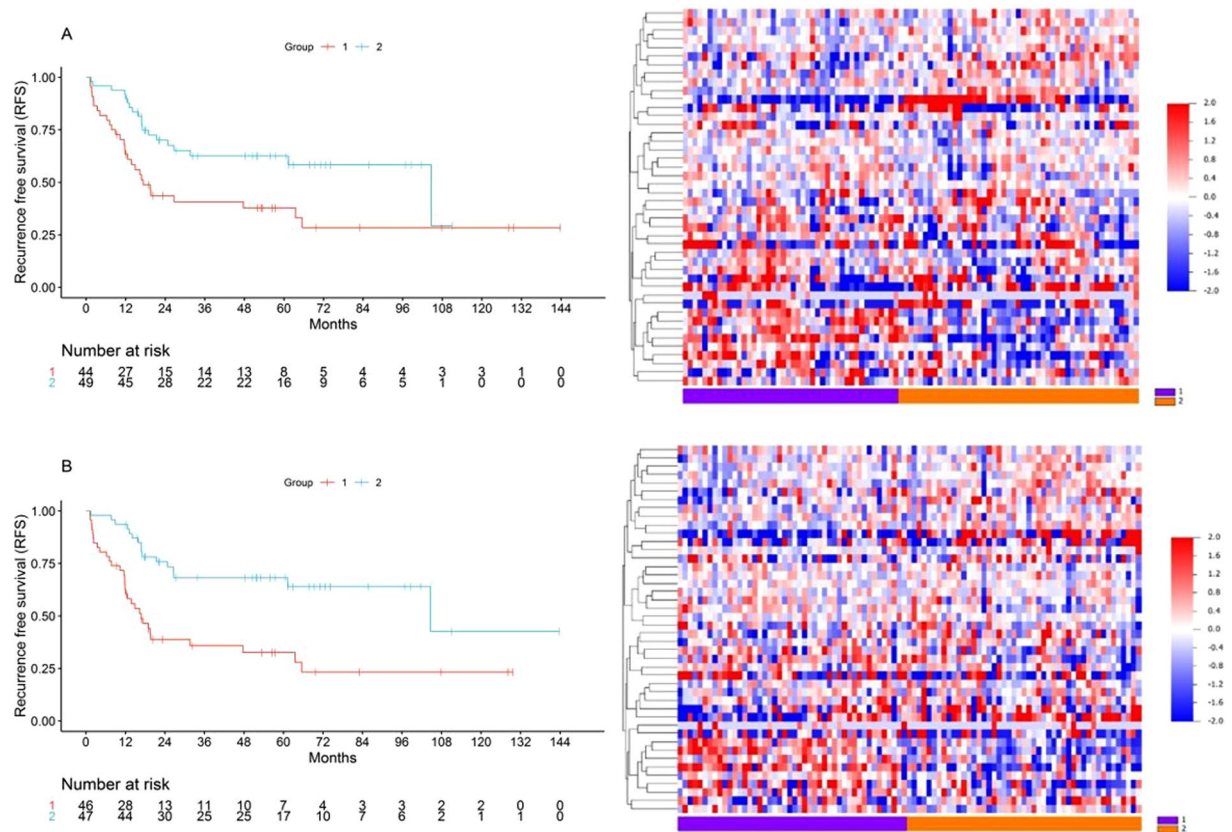 A
Group 1 2
Recurrence free survival (RFS)
1.00
0.75
0.50
0.25
0.00
0 12 24 36 48 60 72 84 96 108 120 132 144
Months
Number at risk
1 44 27 15 14 13 8 5 4 4 3 3 1 0
2 49 45 28 22 22 16 9 6 5 1 0 0 0
2.0
1.6
1.2
0.8
0.4
0.0
-0.4
-0.8
-1.2
-1.6
-2.0
1
2
B
Group 1 2
Recurrence free survival (RFS)
1.00
0.75
0.50
0.25
0.00
0 12 24 36 48 60 72 84 96 108 120 132 144
Months
Number at risk
1 46 28 13 11 10 7 4 3 3 2 2 0 0
2 47 44 30 25 25 17 10 7 6 2 1 1 0
2.0
1.6
1.2
0.8
0.4
0.0
-0.4
-0.8
-1.2
-1.6
-2.0
1
2